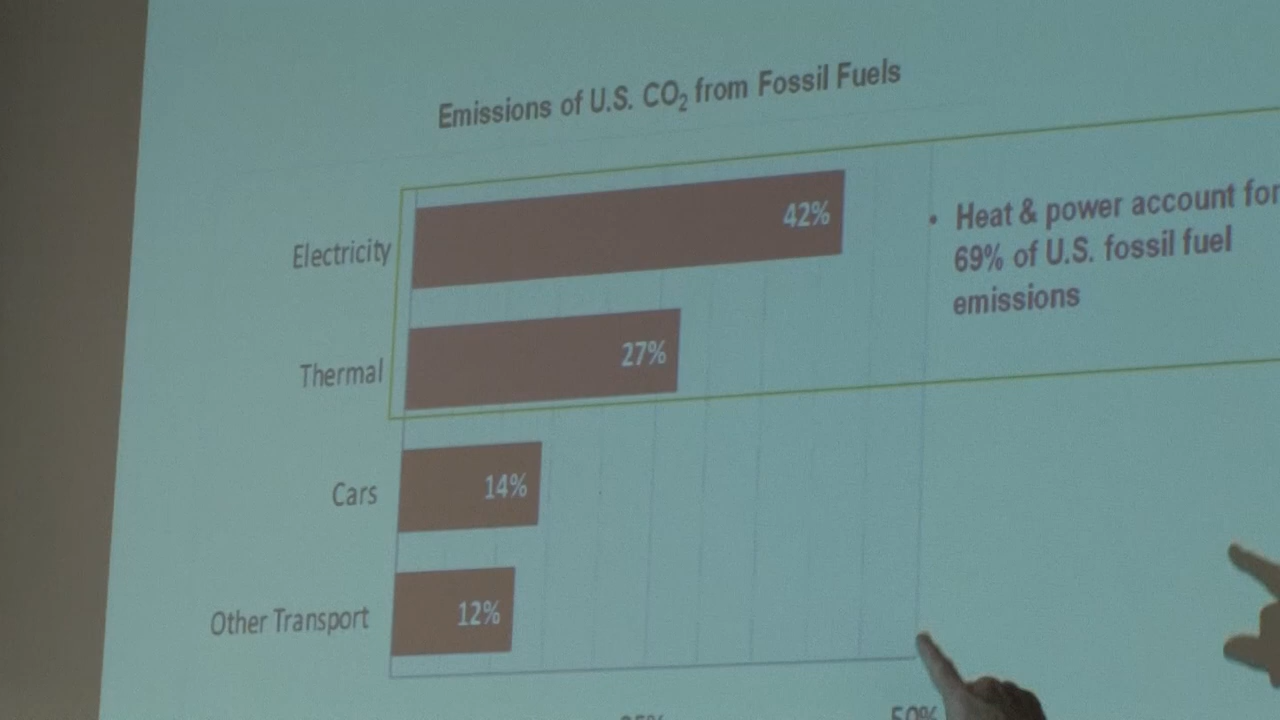 Emissions of U.S. CO₂ from Fossil Fuels
Electricity
42%
• Heat & power account for
69% of U.S. fossil fuel
emissions
Thermal
27%
Cars
14%
Other Transport
12%
50%